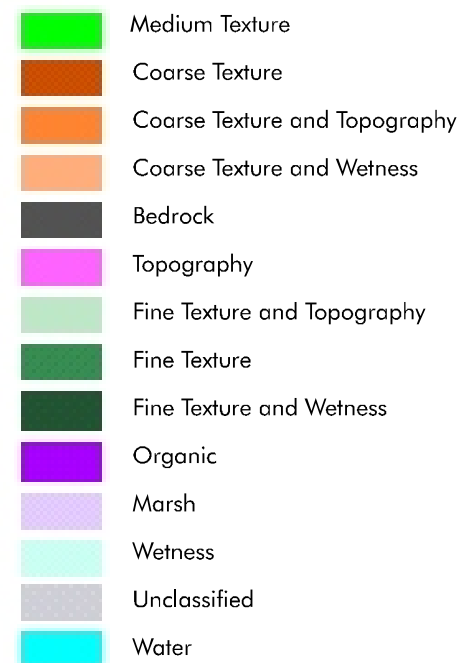 Medium Texture
Coarse Texture
Coarse Texture and Topography
Coarse Texture and Wetness
Bedrock
Topography
Fine Texture and Topography
Fine Texture
Fine Texture and Wetness
Organic
Marsh
Wetness
Unclassified
Water